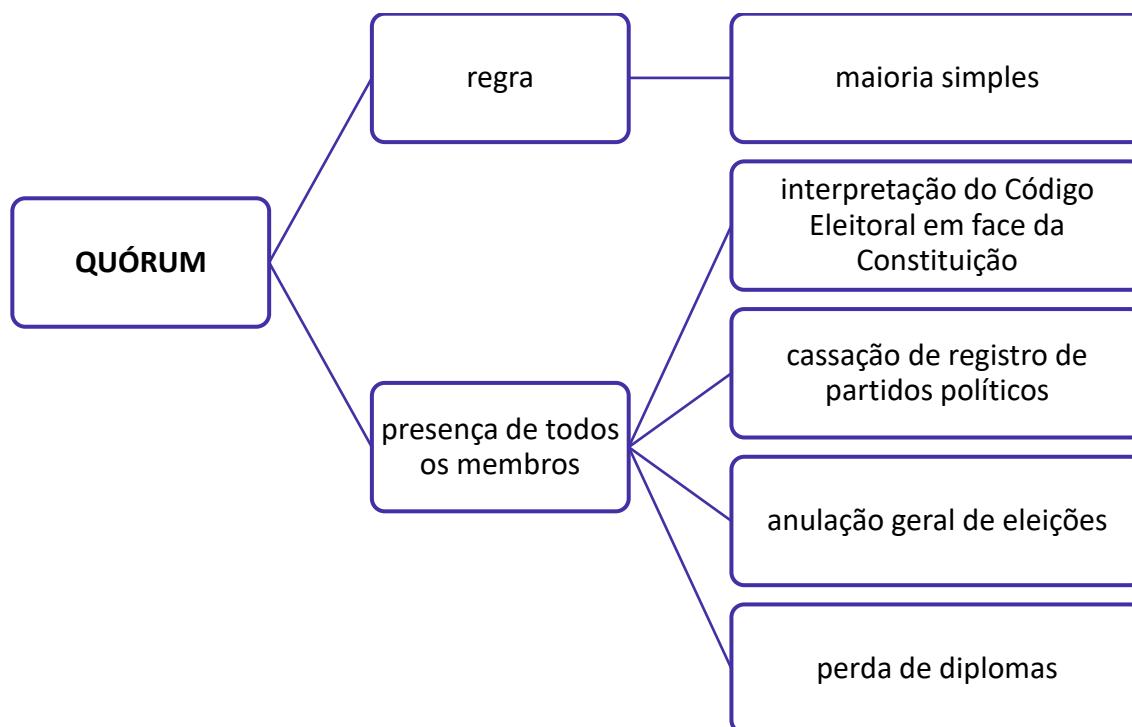 regra
maioria simples
QUÓRUM
presença de todos
os membros
interpretação do Código
Eleitoral em face da
Constituição
cassação de registro de
partidos políticos
anulação geral de eleições
perda de diplomas